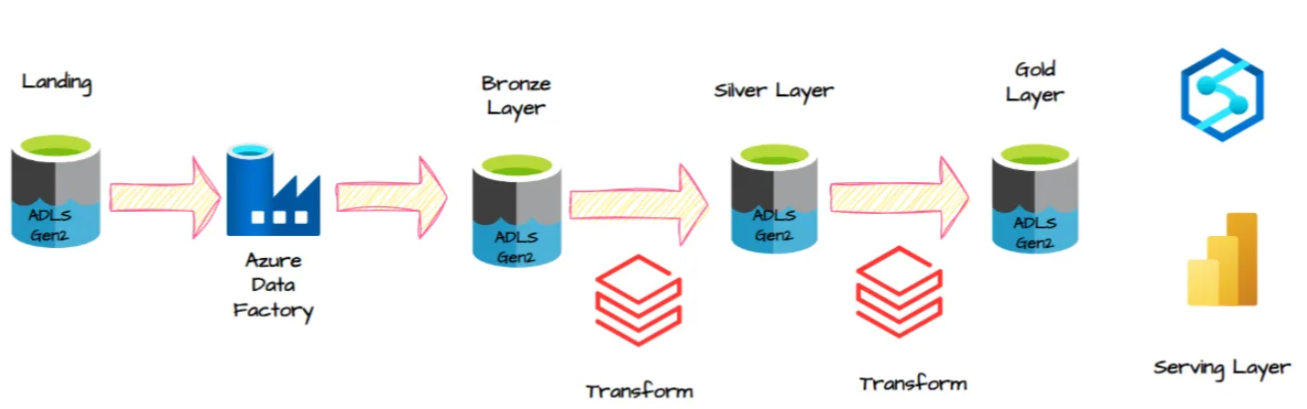 Landing
ADLS
Gen2
Azure
Data
Factory
Bronze
Layer
ADLS
Gen2
Transform
Silver Layer
ADLS
Gen2
Transform
Gold
Layer
ADLS
Gen2
Serving Layer